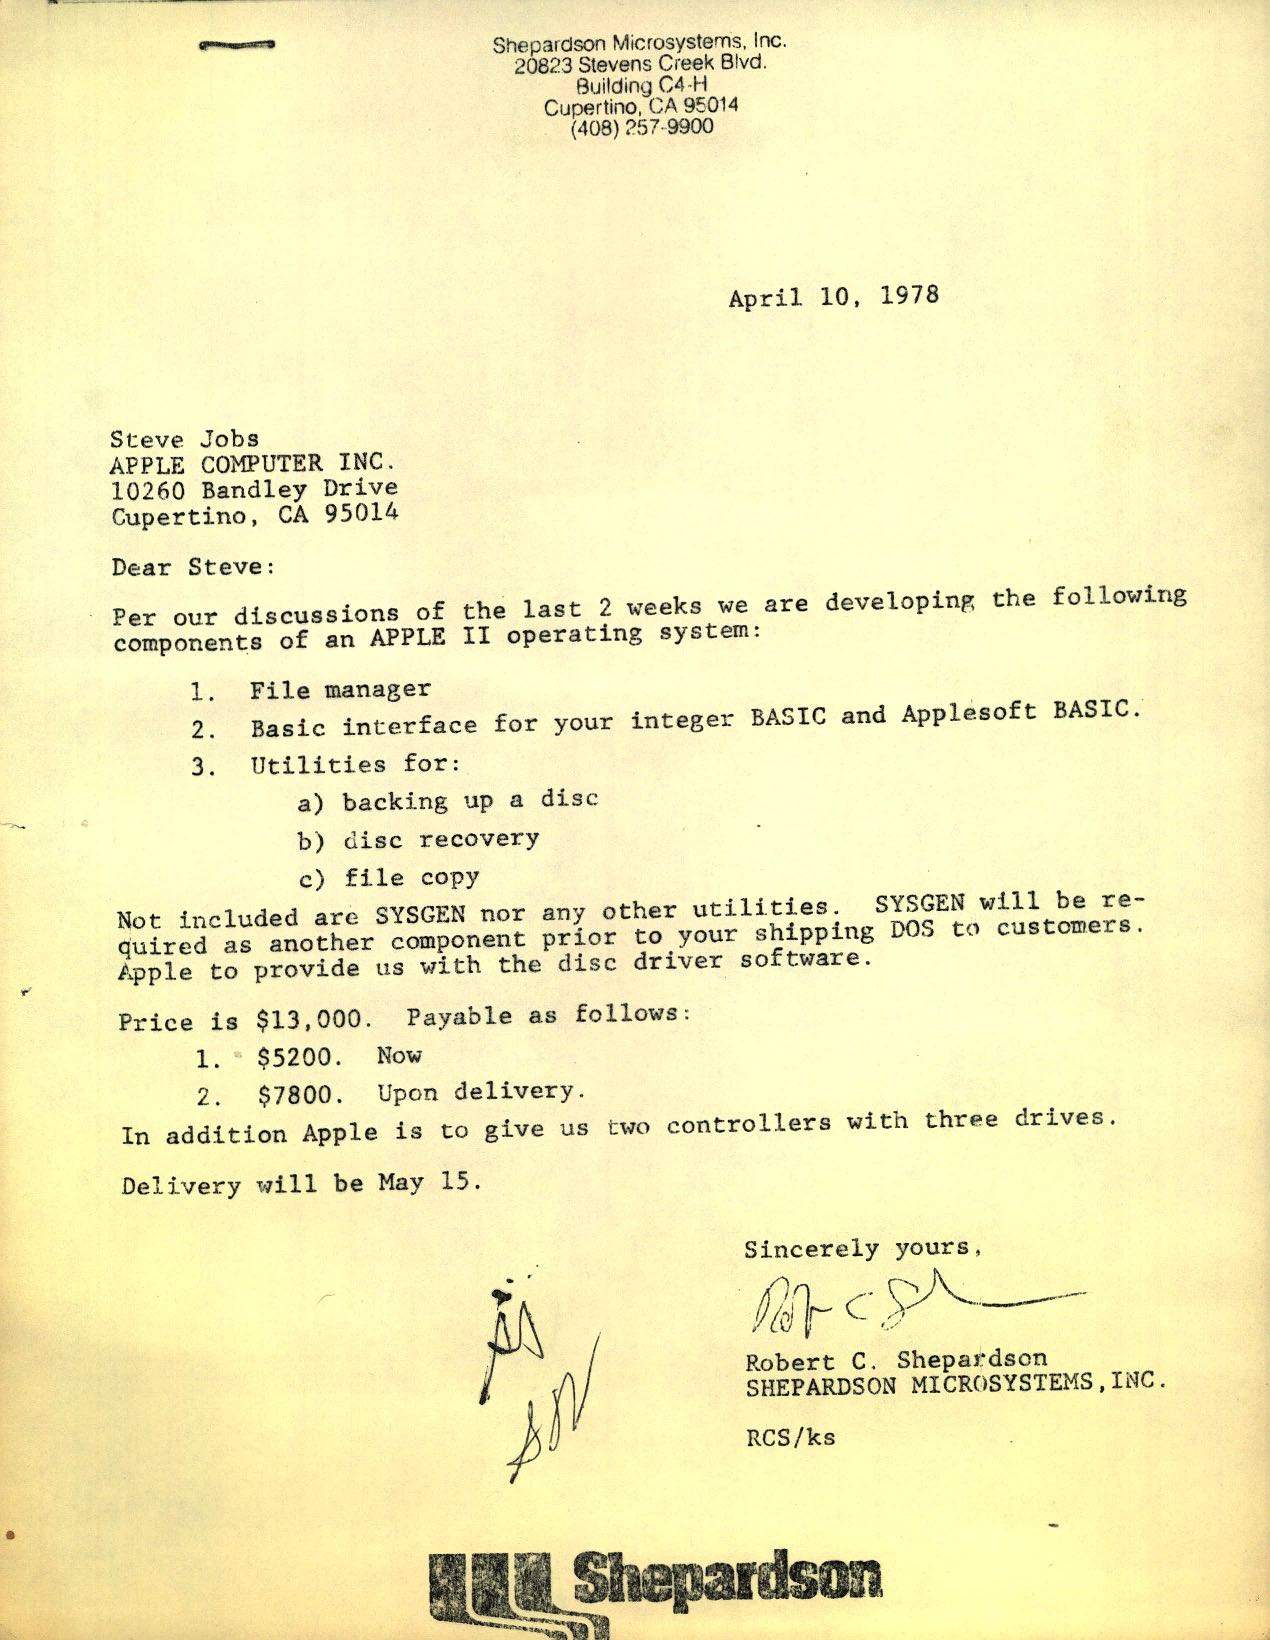 Shepardson Microsystems, Inc.
20823 Stevens Creek Blvd.
Building C4-H
Cupertino, CA 95014
(408) 257-9900
April 10, 1978
Steve Jobs
APPLE COMPUTER INC.
10260 Bandley Drive
Cupertino, CA 95014
Dear Steve:
Per our discussions of the last 2 weeks we are developing the following
components of an APPLE II operating system:
1. File manager
2. Basic interface for your integer BASIC and Applesoft BASIC.
3. Utilities for:
a) backing up a disc
b) disc recovery
c) file copy
Not included are SYSGEN nor any other utilities. SYSGEN will be re-
quired as another component prior to your shipping DOS to customers.
Apple to provide us with the disc driver software.
Price is $13,000. Payable as follows:
1. $5200. Now
2. $7800. Upon delivery.
In addition Apple is to give us two controllers with three drives.
Delivery will be May 15.
Sincerely yours,
Robert C. Shepardson
SHEPARDSON MICROSYSTEMS,INC.
RCS/ks
Shepardson